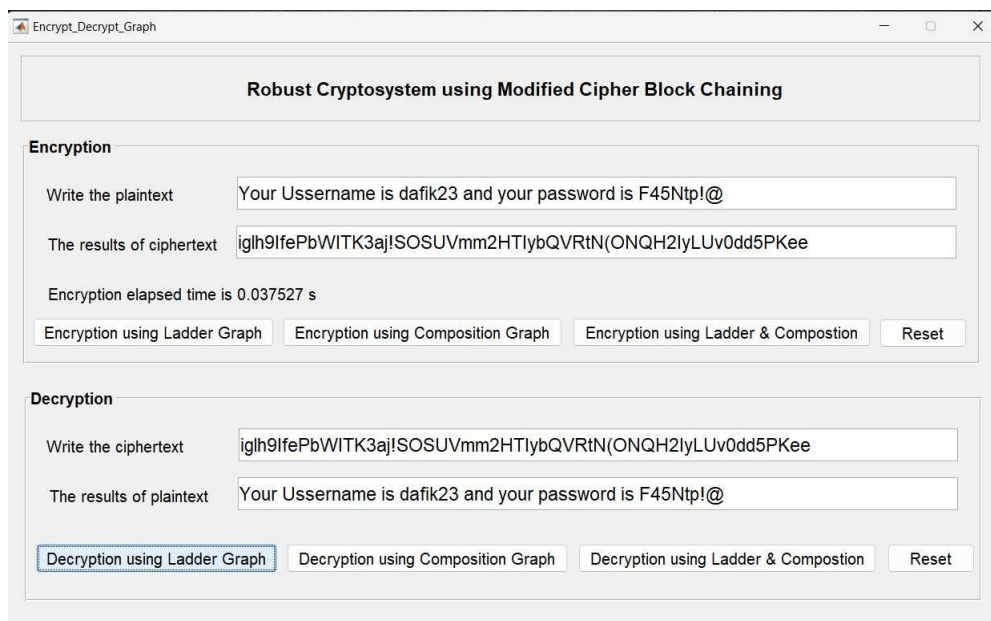 Encrypt_Decrypt_Graph
Robust Cryptosystem using Modified Cipher Block Chaining
Encryption
Write the plaintext
Your Ussername is dafik23 and your password is F45Ntp!@
The results of ciphertext
iglh9IfePbWITK3aj!SOSUVmm2HTIybQVRtN(ONQH2IyLUv0dd5PKee
Encryption elapsed time is 0.037527 s
Encryption using Ladder Graph
Encryption using Composition Graph
Encryption using Ladder & Compostion
Reset
Decryption
Write the ciphertext
iglh9IfePbWITK3aj!SOSUVmm2HTIybQVRtN(ONQH2IyLUv0dd5PKee
The results of plaintext
Your Ussername is dafik23 and your password is F45Ntp!@
Decryption using Ladder Graph
Decryption using Composition Graph
Decryption using Ladder & Compostion
Reset